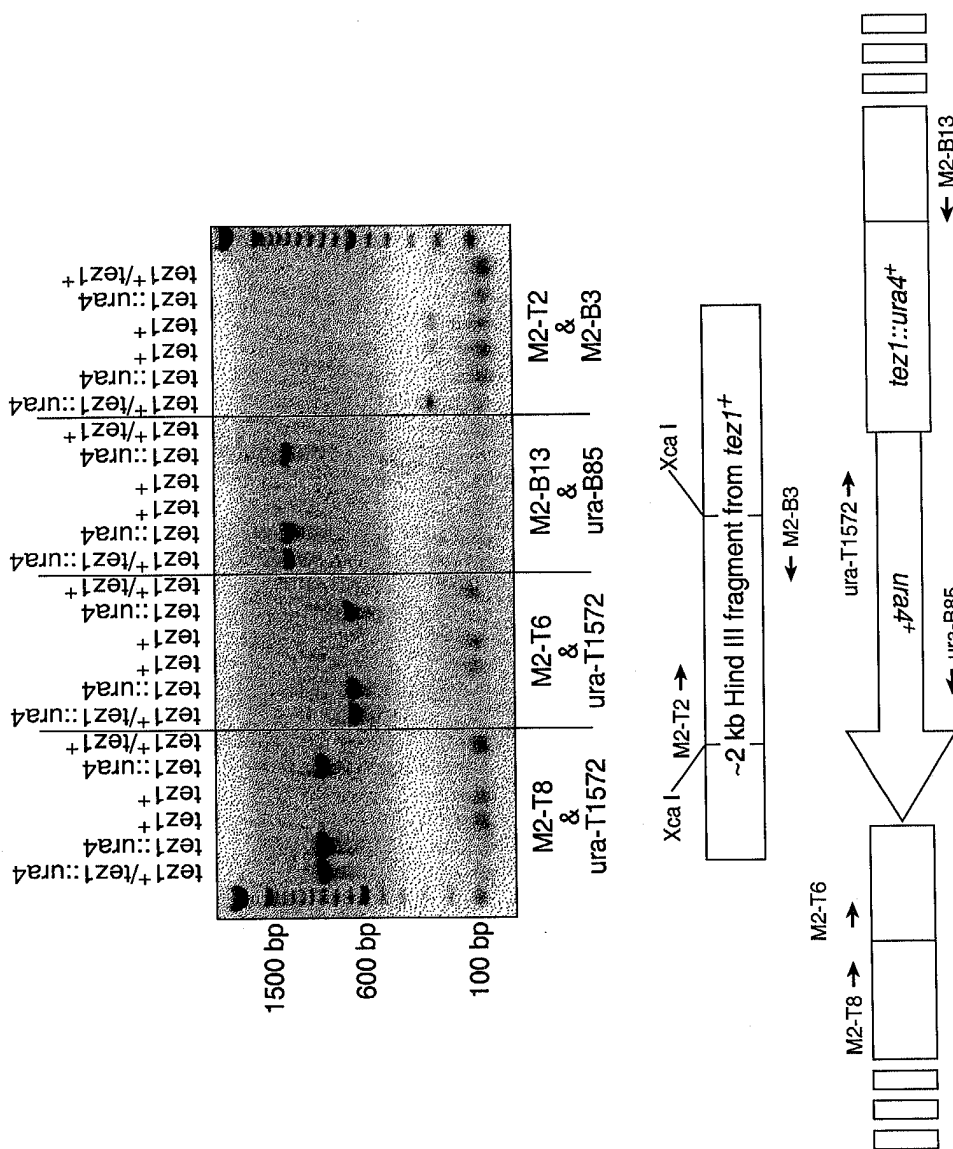 tez1+/tez1::ura4
tez1::ura4
tez1+
tez1+
tez1::ura4
tez1+/tez1+
tez1+/tez1::ura4
tez1::ura4
tez1+
tez1+
tez1::ura4
tez1+/tez1+
tez1+/tez1::ura4
tez1::ura4
tez1+
tez1+
tez1::ura4
tez1+/tez1+
tez1+/tez1::ura4
tez1::ura4
tez1+
tez1+
tez1::ura4
tez1+/tez1+
1500 bp
600 bp
100 bp
M2-T8
&
ura-T1572
M2-T6
&
ura-T1572
M2-B13
&
ura-B85
M2-T2
&
M2-B3
Xca I
M2-T2
Xca I
~2 kb Hind III fragment from tez1+
M2-B3
M2-T8
M2-T6
ura-T1572
ura4+
tez1::ura4+
ura-B85
M2-B13